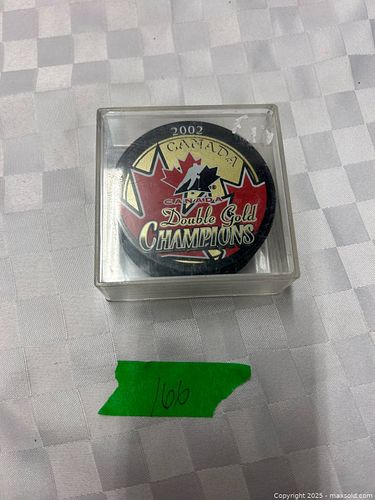 2002
CANADA
CANADA
Double Gold
CHAMPIONS
166
Copyright 2025 - maxsold.com